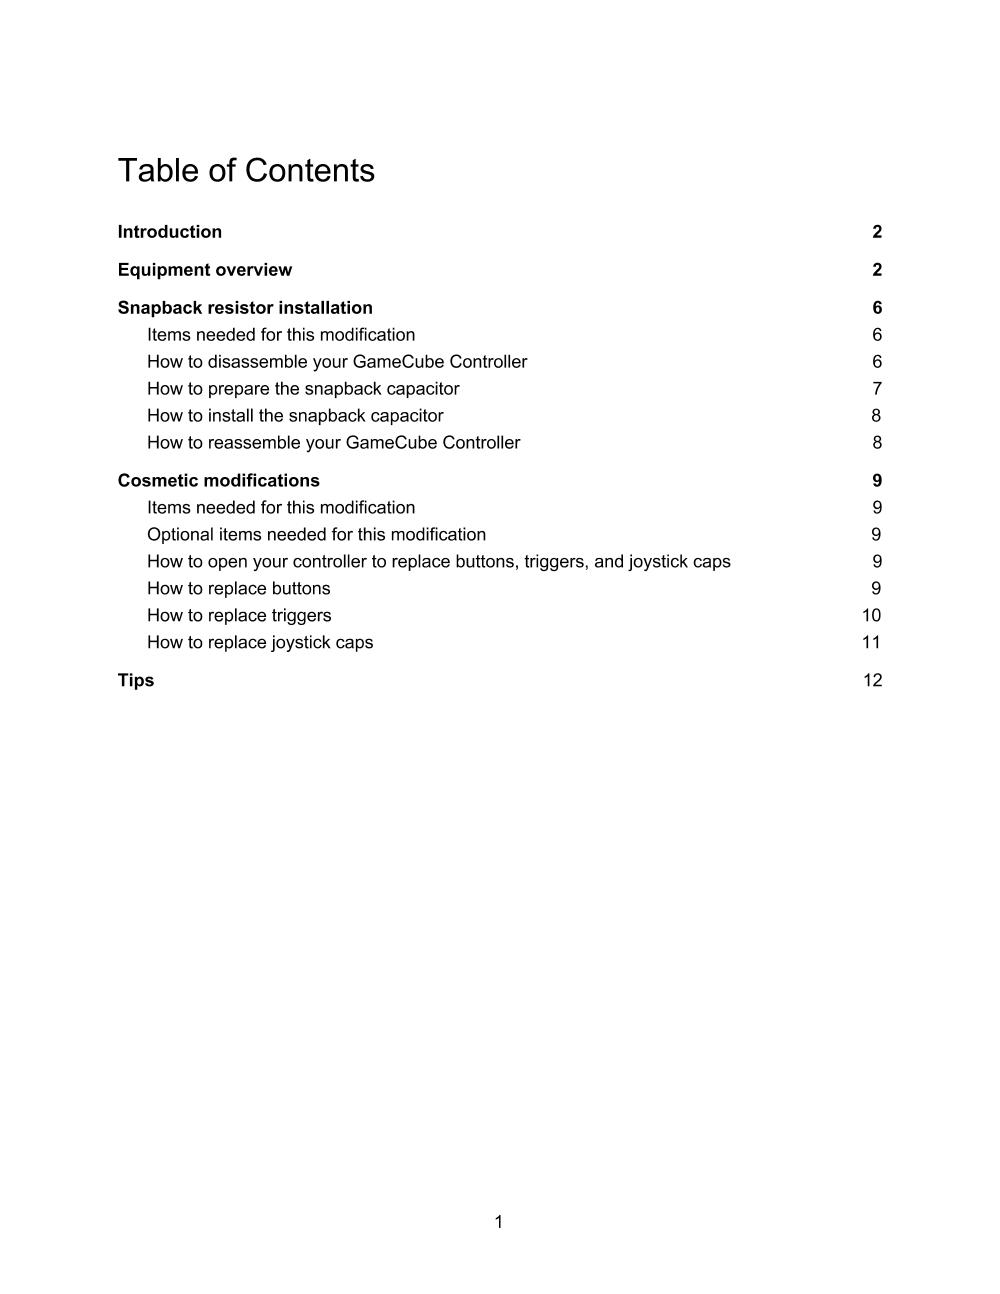 Table of Contents
Introduction 2
Equipment overview 2
Snapback resistor installation 6
Items needed for this modification 6
How to disassemble your GameCube Controller 6
How to prepare the snapback capacitor 7
How to install the snapback capacitor 8
How to reassemble your GameCube Controller 8
Cosmetic modifications 9
Items needed for this modification 9
Optional items needed for this modification 9
How to open your controller to replace buttons, triggers, and joystick caps 9
How to replace buttons 9
How to replace triggers 10
How to replace joystick caps 11
Tips 12
1